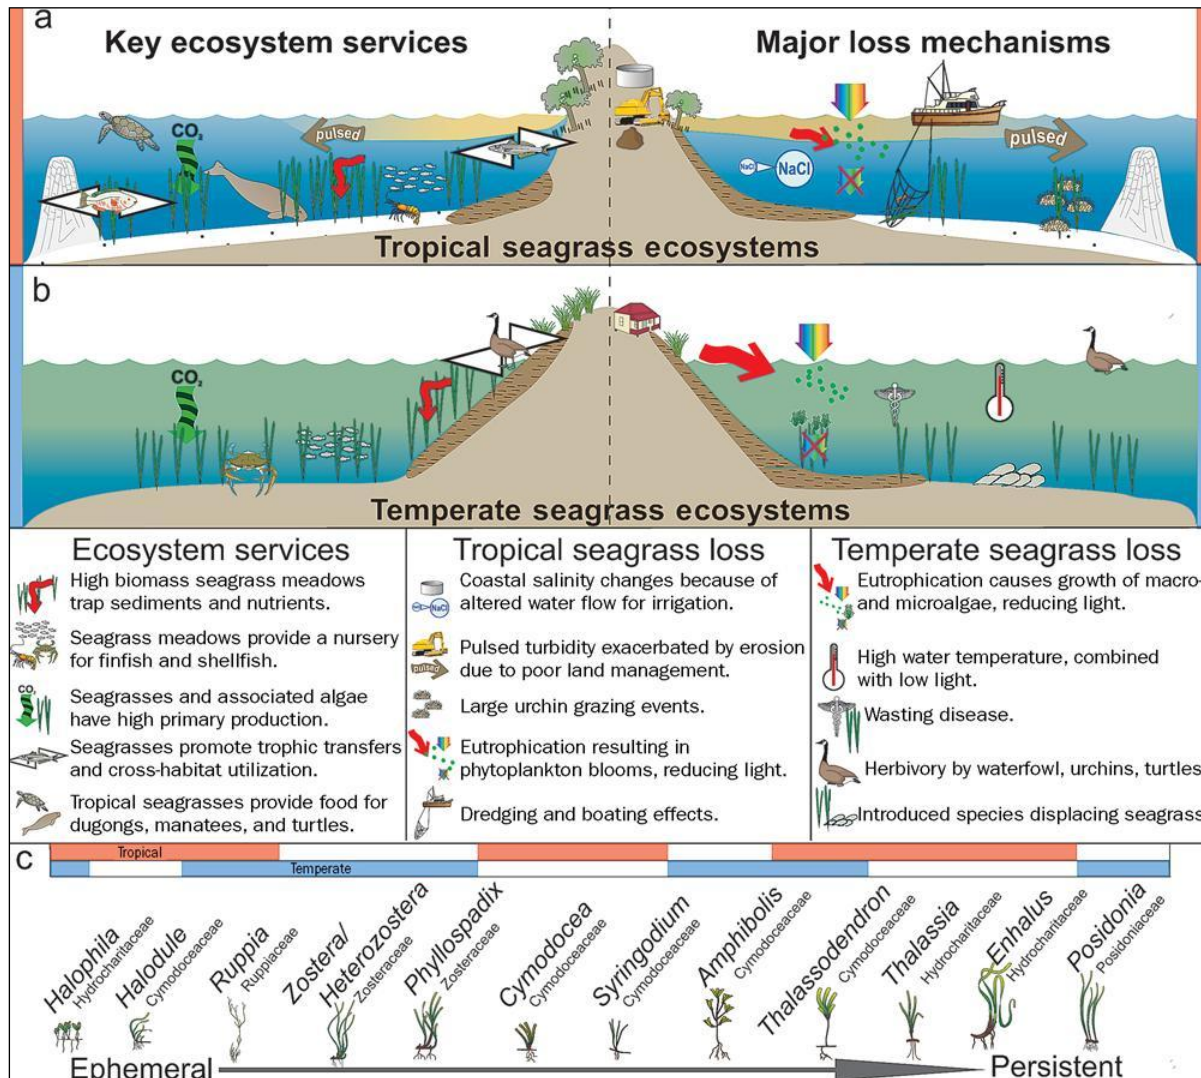 a
Key ecosystem services
Major loss mechanisms
CO₂
pulsed
NaCl
NaCl
pulsed
Tropical seagrass ecosystems
b
CO₂
Temperate seagrass ecosystems
Ecosystem services
High biomass seagrass meadows
trap sediments and nutrients.
Seagrass meadows provide a nursery
for finfish and shellfish.
CO₂
Seagrasses and associated algae
have high primary production.
Seagrasses promote trophic transfers
and cross-habitat utilization.
Tropical seagrasses provide food for
dugongs, manatees, and turtles.
Tropical seagrass loss
Coastal salinity changes because of
NaCl
altered water flow for irrigation.
Pulsed turbidity exacerbated by erosion
pulsed
due to poor land management.
Large urchin grazing events.
Eutrophication resulting in
phytoplankton blooms, reducing light.
Dredging and boating effects.
Temperate seagrass loss
Eutrophication causes growth of macro-
and microalgae, reducing light.
High water temperature, combined
with low light.
Wasting disease.
Herbivory by waterfowl, urchins, turtles
Introduced species displacing seagrass
c
Tropical
Temperate
Halophila
Hydrocharitaceae
Halodule
Cymodoceaceae
Ruppia
Ruppiaceae
Zostera/
Heterozostera
Zosteraceae
Phyllospadix
Zosteraceae
Cymodocea
Cymodoceaceae
Syringodium
Cymodoceaceae
Amphibolis
Cymodoceaceae
Thalassodendron
Cymodoceaceae
Thalassia
Hydrocharitaceae
Enhalus
Hydrocharitaceae
Posidonia
Posidoniaceae
Ephemeral
Persistent